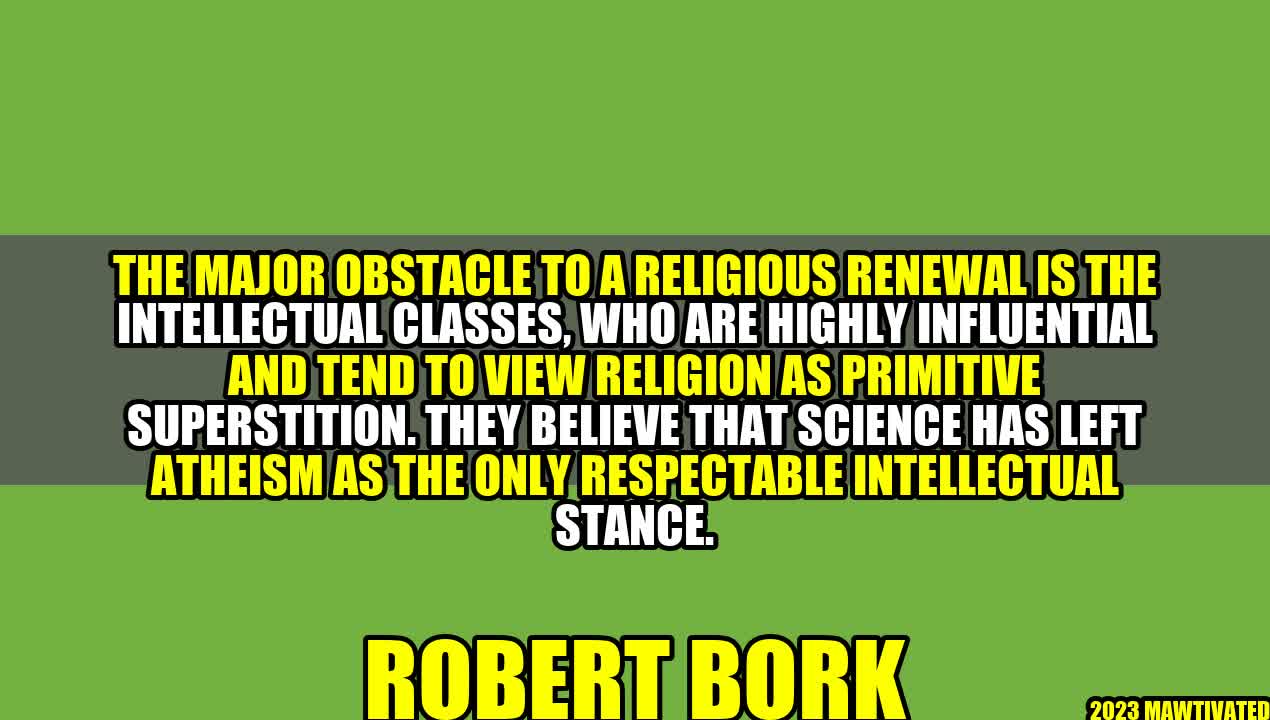 THE MAJOR OBSTACLE TO A RELIGIOUS RENEWAL IS THE
INTELLECTUAL CLASSES, WHO ARE HIGHLY INFLUENTIAL
AND TEND TO VIEW RELIGION AS PRIMITIVE
SUPERSTITION. THEY BELIEVE THAT SCIENCE HAS LEFT
ATHEISM AS THE ONLY RESPECTABLE INTELLECTUAL
STANCE.
ROBERT BORK
2023 MAWTIVATED